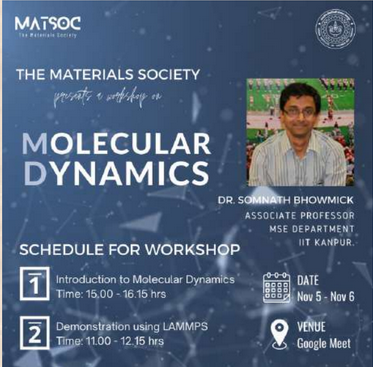 MATSOC
The Materials Society
THE MATERIALS SOCIETY
presents a workshop on
MOLECULAR
DYNAMICS
DR. SOMNATH BHOWMICK
ASSOCIATE PROFESSOR
MSE DEPARTMENT
IIT KANPUR.
SCHEDULE FOR WORKSHOP
1
Introduction to Molecular Dynamics
Time: 15.00 - 16.15 hrs
DATE
Nov 5 - Nov 6
2
Demonstration using LAMMPS
Time: 11.00 - 12.15 hrs
VENUE
Google Meet